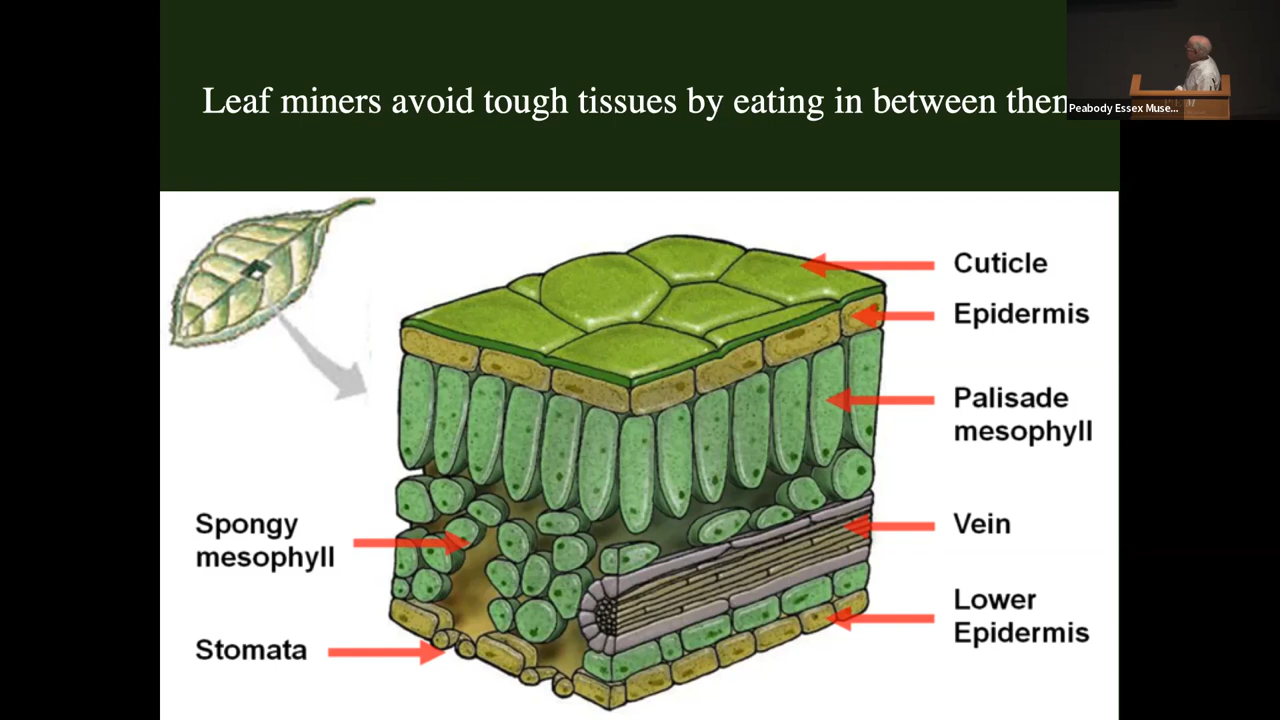 Leaf miners avoid tough tissues by eating in between them
Peabody Essex Muse...
Cuticle
Epidermis
Palisade
mesophyll
Spongy
mesophyll
Vein
Lower
Epidermis
Stomata